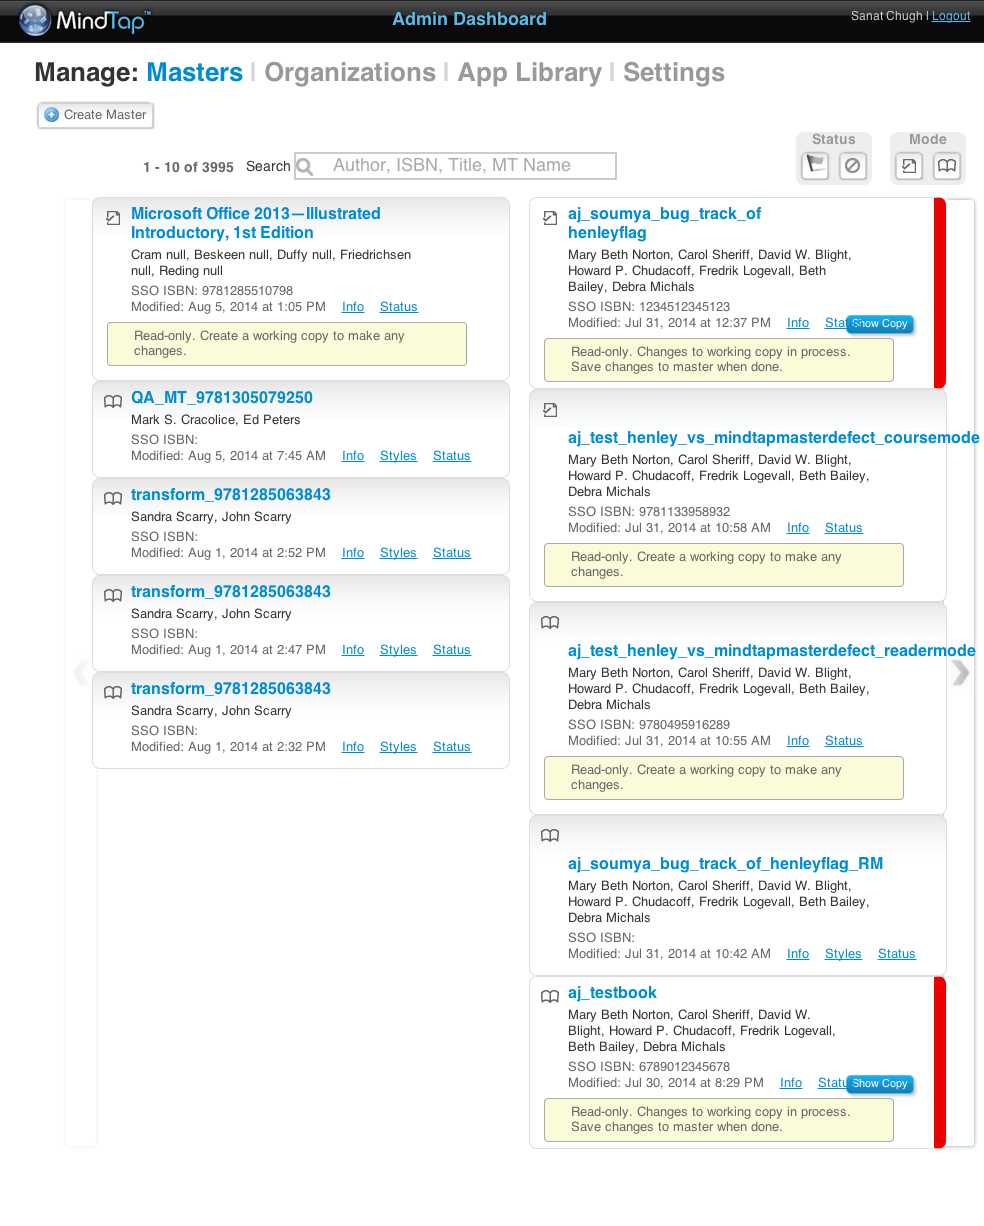 MindTap™
Admin Dashboard
Sanat Chugh | Logout
Manage: Masters | Organizations | App Library | Settings
Create Master
Status
Mode
1 - 10 of 3995 Search Author, ISBN, Title, MT Name
Microsoft Office 2013—Illustrated
Introductory, 1st Edition
Cram null, Beskeen null, Duffy null, Friedrichsen
null, Reding null
SSO ISBN: 9781285510798
Modified: Aug 5, 2014 at 1:05 PM Info Status
Read-only. Create a working copy to make any
changes.
QA_MT_9781305079250
Mark S. Cracolice, Ed Peters
SSO ISBN:
Modified: Aug 5, 2014 at 7:45 AM Info Styles Status
transform_9781285063843
Sandra Scarry, John Scarry
SSO ISBN:
Modified: Aug 1, 2014 at 2:52 PM Info Styles Status
transform_9781285063843
Sandra Scarry, John Scarry
SSO ISBN:
Modified: Aug 1, 2014 at 2:47 PM Info Styles Status
transform_9781285063843
Sandra Scarry, John Scarry
SSO ISBN:
Modified: Aug 1, 2014 at 2:32 PM Info Styles Status
aj_soumya_bug_track_of
henleyflag
Mary Beth Norton, Carol Sheriff, David W. Blight,
Howard P. Chudacoff, Fredrik Logevall, Beth
Bailey, Debra Michals
SSO ISBN: 1234512345123
Modified: Jul 31, 2014 at 12:37 PM Info Show Copy
Read-only. Changes to working copy in process.
Save changes to master when done.
aj_test_henley_vs_mindtapmasterdefect_coursemode
Mary Beth Norton, Carol Sheriff, David W. Blight,
Howard P. Chudacoff, Fredrik Logevall, Beth Bailey,
Debra Michals
SSO ISBN: 9781133958932
Modified: Jul 31, 2014 at 10:58 AM Info Status
Read-only. Create a working copy to make any
changes.
aj_test_henley_vs_mindtapmasterdefect_readermode
Mary Beth Norton, Carol Sheriff, David W. Blight,
Howard P. Chudacoff, Fredrik Logevall, Beth Bailey,
Debra Michals
SSO ISBN: 9780495916289
Modified: Jul 31, 2014 at 10:55 AM Info Status
Read-only. Create a working copy to make any
changes.
aj_soumya_bug_track_of_henleyflag_RM
Mary Beth Norton, Carol Sheriff, David W. Blight,
Howard P. Chudacoff, Fredrik Logevall, Beth Bailey,
Debra Michals
SSO ISBN:
Modified: Jul 31, 2014 at 10:42 AM Info Styles Status
aj_testbook
Mary Beth Norton, Carol Sheriff, David W.
Blight, Howard P. Chudacoff, Fredrik Logevall,
Beth Bailey, Debra Michals
SSO ISBN: 6789012345678
Modified: Jul 30, 2014 at 8:29 PM Info Show Copy
Read-only. Changes to working copy in process.
Save changes to master when done.